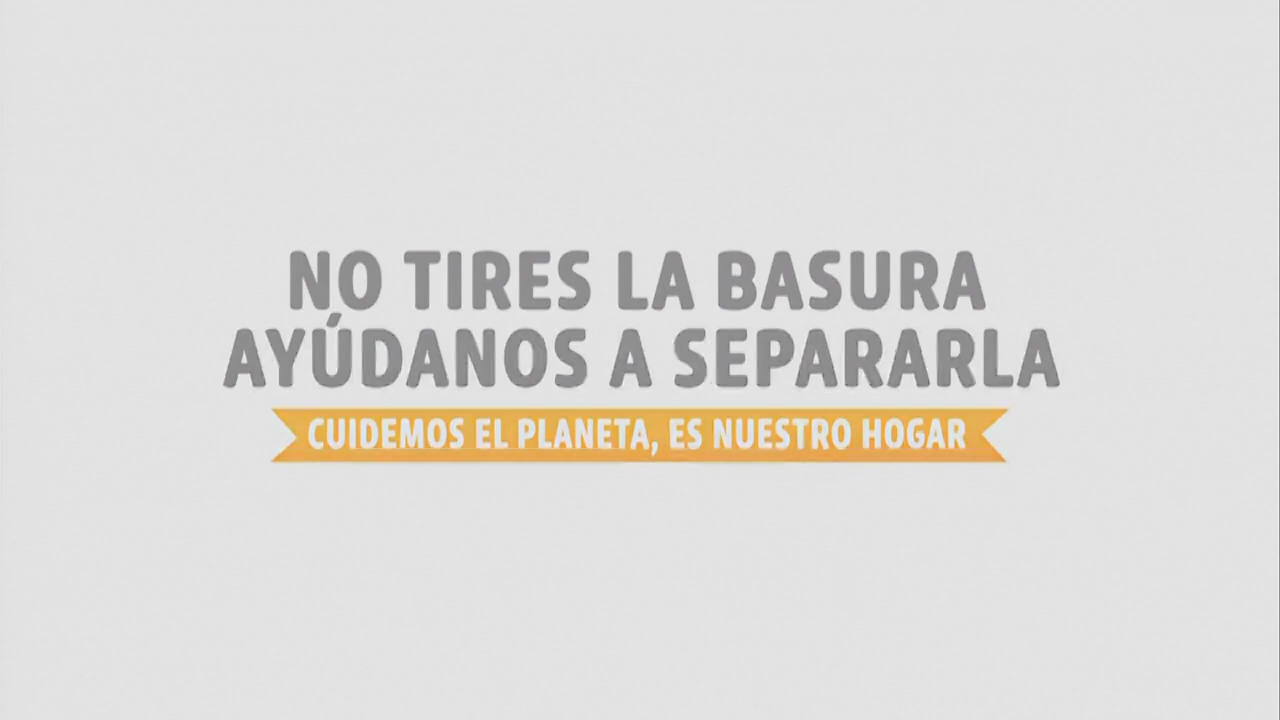 NO TIRES LA BASURA
AYÚDANOS A SEPARARLA
CUIDEMOS EL PLANETA, ES NUESTRO HOGAR